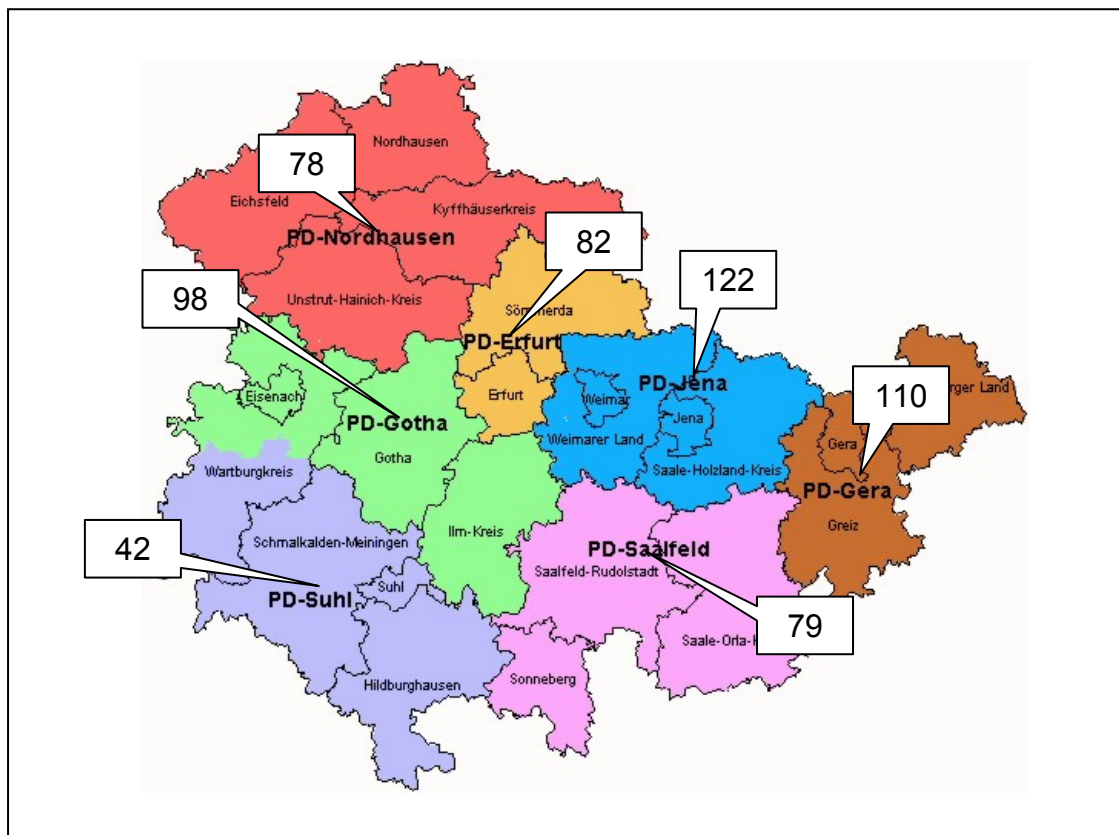 Nordhausen
78
Eichsfeld
Kyffhäuserkreis
PD-Nordhausen
82
122
98
Unstrut-Hainich-Kreis
Sömmerda
PD-Erfurt
PD-Jena
110
Eisenach
Erfurt
Weimar
Jena
PD-Gotha
Weimarer Land
Gera
Gotha
Wartburgkreis
Saale-Holzland-Kreis
PD-Gera
Greiz
Ilm-Kreis
Schmalkalden-Meiningen
42
PD-Saalfeld
Saalfeld-Rudolstadt
Suhl
PD-Suhl
79
Saale-Orla-
Sonneberg
Hildburghausen
rger Land